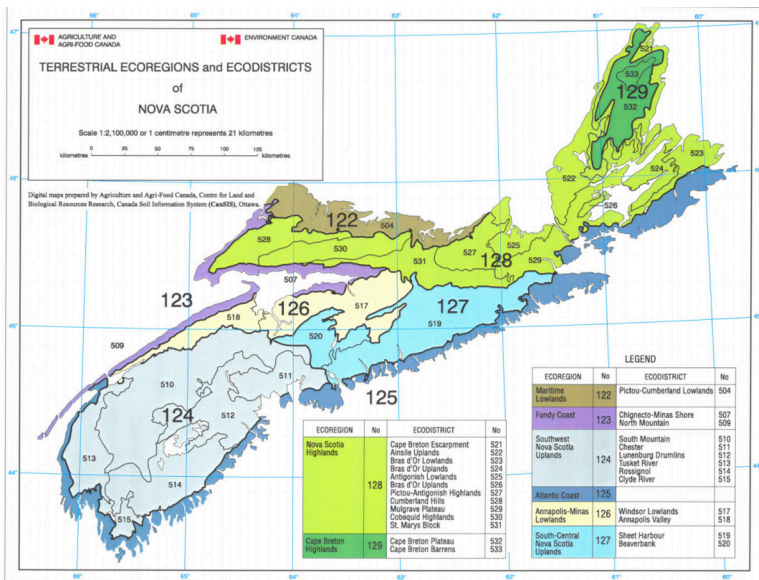 66°
65°
64°
63°
62°
61°
60°
47°
AGRICULTURE AND
AGRI-FOOD CANADA
ENVIRONMENT CANADA
TERRESTRIAL ECOREGIONS and ECODISTRICTS
of
NOVA SCOTIA
Scale 1:2,100,000 or 1 centimetre represents 21 kilometres
kilometres 0 25 50 75 100 125 kilometres
Digital maps prepared by Agriculture and Agri-Food Canada, Centre for Land and
Biological Resources Research, Canada Soil Information System (CanSIS), Ottawa.
521
533
129
532
47°
523
522
524
526
46°
46°
122
504
528
530
531
527
525
128
529
507
123
126
517
127
518
519
520
45°
45°
509
510
511
125
124
512
513
514
515
44°
44°
LEGEND
ECOREGION No ECODISTRICT No
Maritime
Lowlands 122 Pictou-Cumberland Lowlands 504
Fundy Coast 123 Chignecto-Minas Shore 507
North Mountain 509
Southwest
Nova Scotia
Uplands 124 South Mountain 510
Chester 511
Lunenburg Drumlins 512
Tusket River 513
Rossignol 514
Clyde River 515
Atlantic Coast 125
Annapolis-Minas
Lowlands 126 Windsor Lowlands 517
Annapolis Valley 518
South-Central
Nova Scotia
Uplands 127 Sheet Harbour 519
Beaverbank 520
ECOREGION No ECODISTRICT No
Nova Scotia
Highlands 128 Cape Breton Escarpment 521
Ainslie Uplands 522
Bras d'Or Lowlands 523
Bras d'Or Uplands 524
Antigonish Lowlands 525
Bras d'Or Uplands 526
Pictou-Antigonish Highlands 527
Cumberland Hills 528
Mulgrave Plateau 529
Cobequid Highlands 530
St. Marys Block 531
Cape Breton
Highlands 129 Cape Breton Plateau 532
Cape Breton Barrens 533
66°
65°
64°
63°
62°
61°